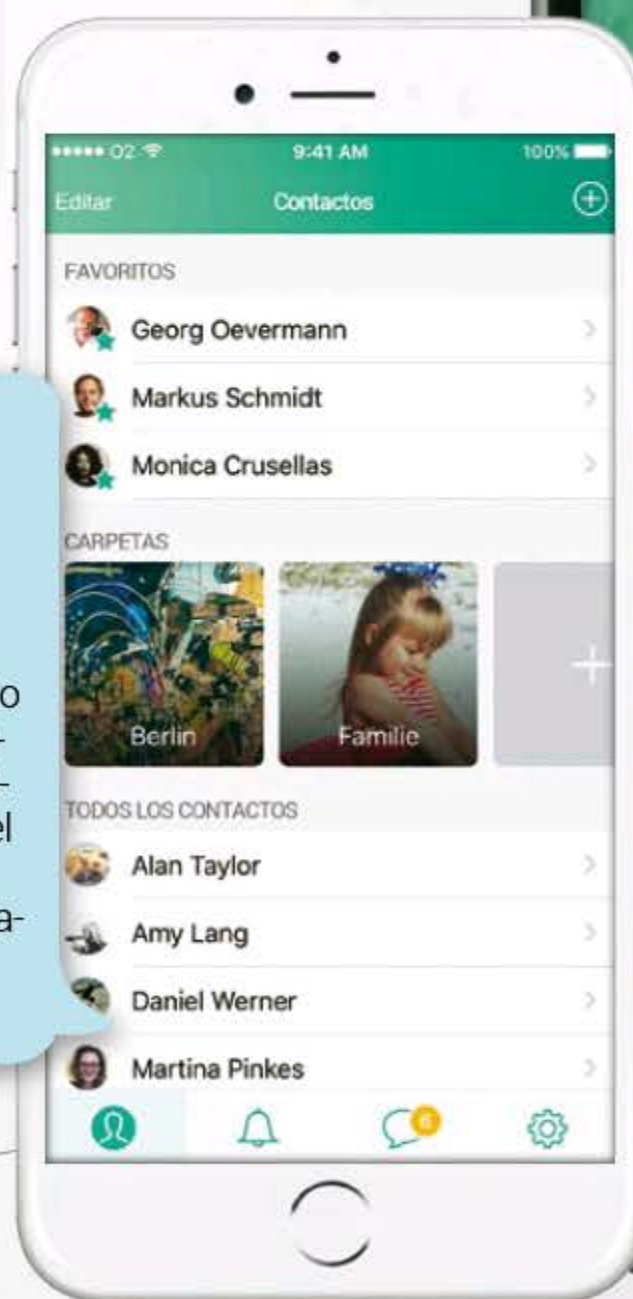 ••••• O2 9:41 AM 100%
Editar Contactos
FAVORITOS
Georg Oevermann
Markus Schmidt
Monica Crusellas
CARPETAS
Berlin Familie
TODOS LOS CONTACTOS
Alan Taylor
Amy Lang
Daniel Werner
Martina Pinkes
6